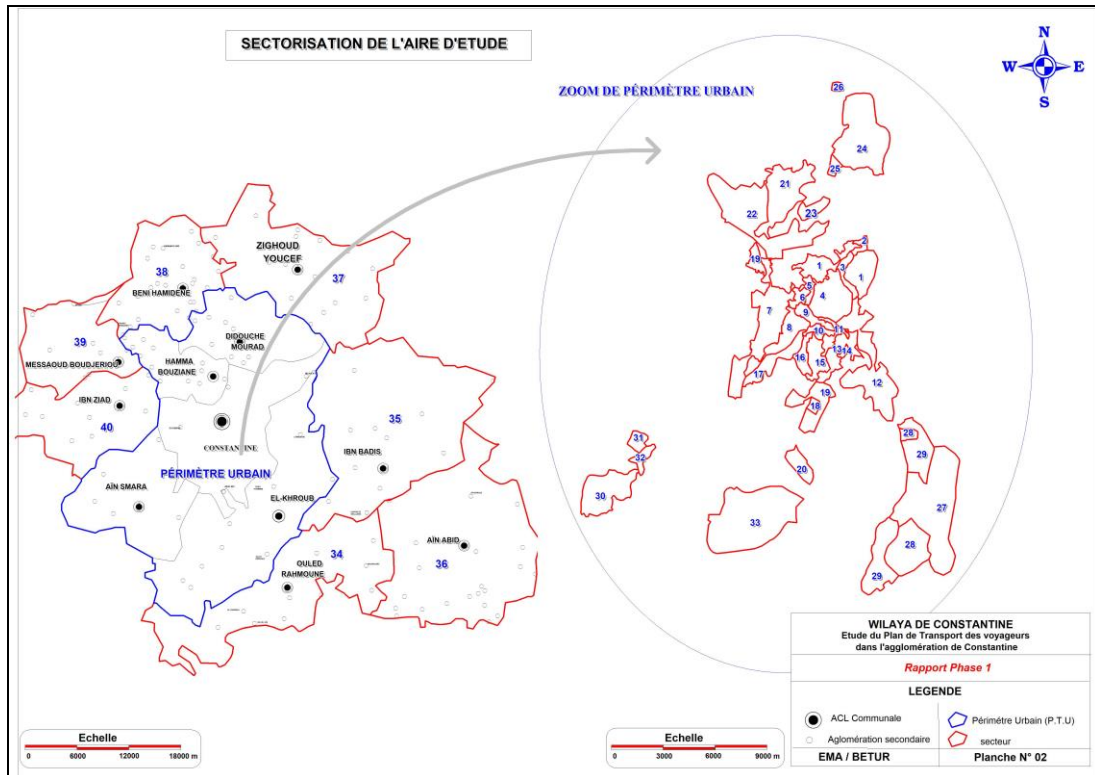 SECTORISATION DE L'AIRE D'ETUDE
ZOOM DE PÉRIMÈTRE URBAIN
N
W E
S
38
BENI HAMIDENE
ZIGHOUD
YOUCEF
37
39
MESSAOUD BOUDJERIOU
DIDOUCHE
MOURAD
HAMMA
BOUZIANE
IBN ZIAD
40
CONSTANTINE
PÉRIMÈTRE URBAIN
35
IBN BADIS
AÏN SMARA
EL-KHROUB
34
OULED
RAHMOUNE
AÏN ABID
36
26
24
25
21
22
23
19
2
1
3
1
5
6
4
7
9
8
10
11
13
14
16
15
17
12
19
18
31
32
30
20
33
28
29
27
28
29
Echelle
0 6000 12000 18000 m
Echelle
0 3000 6000 9000 m
WILAYA DE CONSTANTINE
Etude du Plan de Transport des voyageurs
dans l'agglomération de Constantine
Rapport Phase 1
LEGENDE
ACL Communale
Aglomération secondaire
Périmétre Urbain (P.T.U)
secteur
EMA / BETUR
Planche N° 02